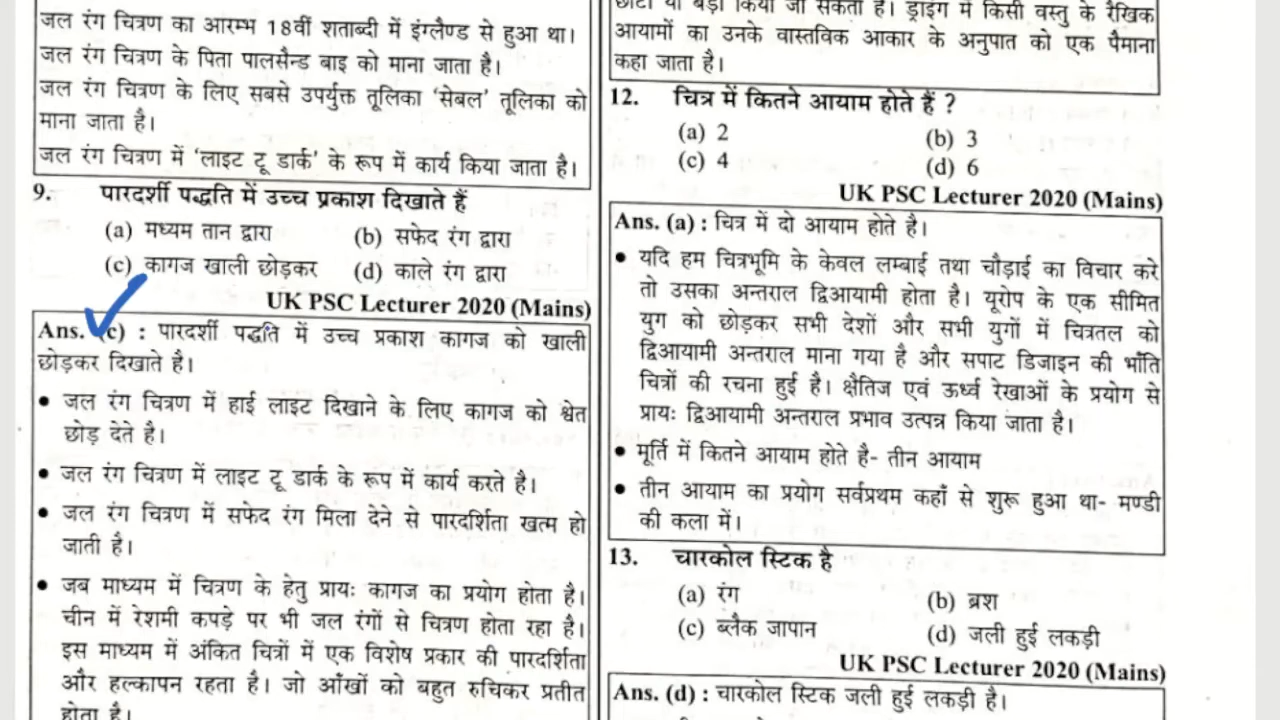 जल रंग चित्रण का आरम्भ 18वीं शताब्दी में इंग्लैण्ड से हुआ था।
जल रंग चित्रण के पिता पालसैन्ड बाइ को माना जाता है।
जल रंग चित्रण के लिए सबसे उपर्युक्त तूलिका 'सेबल' तूलिका को
माना जाता है।
जल रंग चित्रण में 'लाइट टू डार्क' के रूप में कार्य किया जाता है।
9. पारदर्शी पद्धति में उच्च प्रकाश दिखाते हैं
(a) मध्यम तान द्वारा (b) सफेद रंग द्वारा
(c) कागज खाली छोड़कर (d) काले रंग द्वारा
UK PSC Lecturer 2020 (Mains)
Ans. (c) : पारदर्शी पद्धति में उच्च प्रकाश कागज को खाली
छोड़कर दिखाते है।
• जल रंग चित्रण में हाई लाइट दिखाने के लिए कागज को श्वेत
छोड़ देते है।
• जल रंग चित्रण में लाइट टू डार्क के रूप में कार्य करते है।
• जल रंग चित्रण में सफेद रंग मिला देने से पारदर्शिता खत्म हो
जाती है।
• जब माध्यम में चित्रण के हेतु प्रायः कागज का प्रयोग होता है।
चीन में रेशमी कपड़े पर भी जल रंगों से चित्रण होता रहा है।
इस माध्यम में अंकित चित्रों में एक विशेष प्रकार की पारदर्शिता
और हल्कापन रहता है। जो आँखों को बहुत रुचिकर प्रतीत
होता है।
छोटा या बड़ा किया जा सकता है। ड्राइंग में किसी वस्तु के रैखिक
आयामों का उनके वास्तविक आकार के अनुपात को एक पैमाना
कहा जाता है।
12. चित्र में कितने आयाम होते हैं ?
(a) 2 (b) 3
(c) 4 (d) 6
UK PSC Lecturer 2020 (Mains)
Ans. (a) : चित्र में दो आयाम होते है।
• यदि हम चित्रभूमि के केवल लम्बाई तथा चौड़ाई का विचार करे
तो उसका अन्तराल द्विआयामी होता है। यूरोप के एक सीमित
युग को छोड़कर सभी देशों और सभी युगों में चित्रतल को
द्विआयामी अन्तराल माना गया है और सपाट डिजाइन की भाँति
चित्रों की रचना हुई है। क्षैतिज एवं ऊर्ध्व रेखाओं के प्रयोग से
प्रायः द्विआयामी अन्तराल प्रभाव उत्पन्न किया जाता है।
• मूर्ति में कितने आयाम होते है- तीन आयाम
• तीन आयाम का प्रयोग सर्वप्रथम कहाँ से शुरू हुआ था- मण्डी
की कला में।
13. चारकोल स्टिक है
(a) रंग (b) ब्रश
(c) ब्लैक जापान (d) जली हुई लकड़ी
UK PSC Lecturer 2020 (Mains)
Ans. (d) : चारकोल स्टिक जली हुई लकड़ी है।